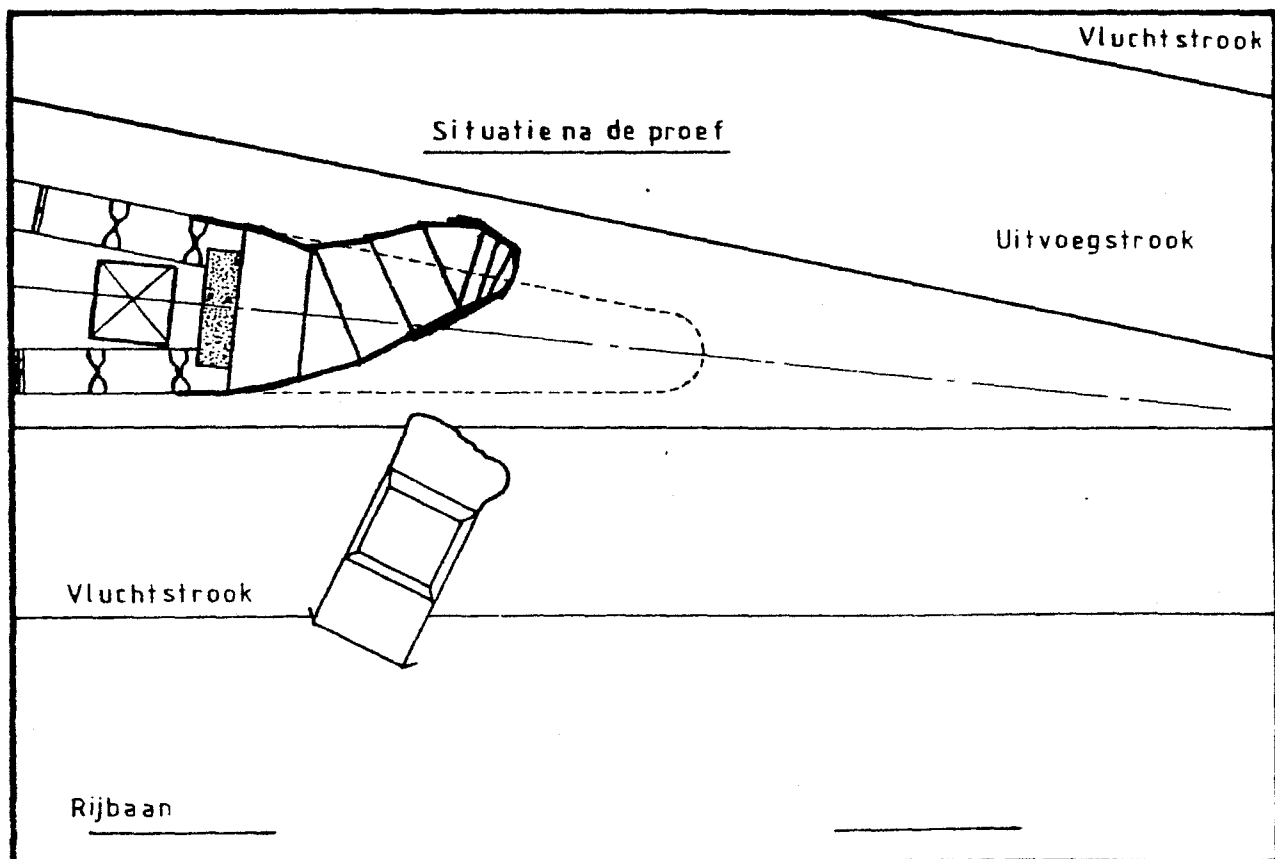 Vluchtstrook
Situatie na de proef
Uitvoegstrook
Vluchtstrook
Rijbaan